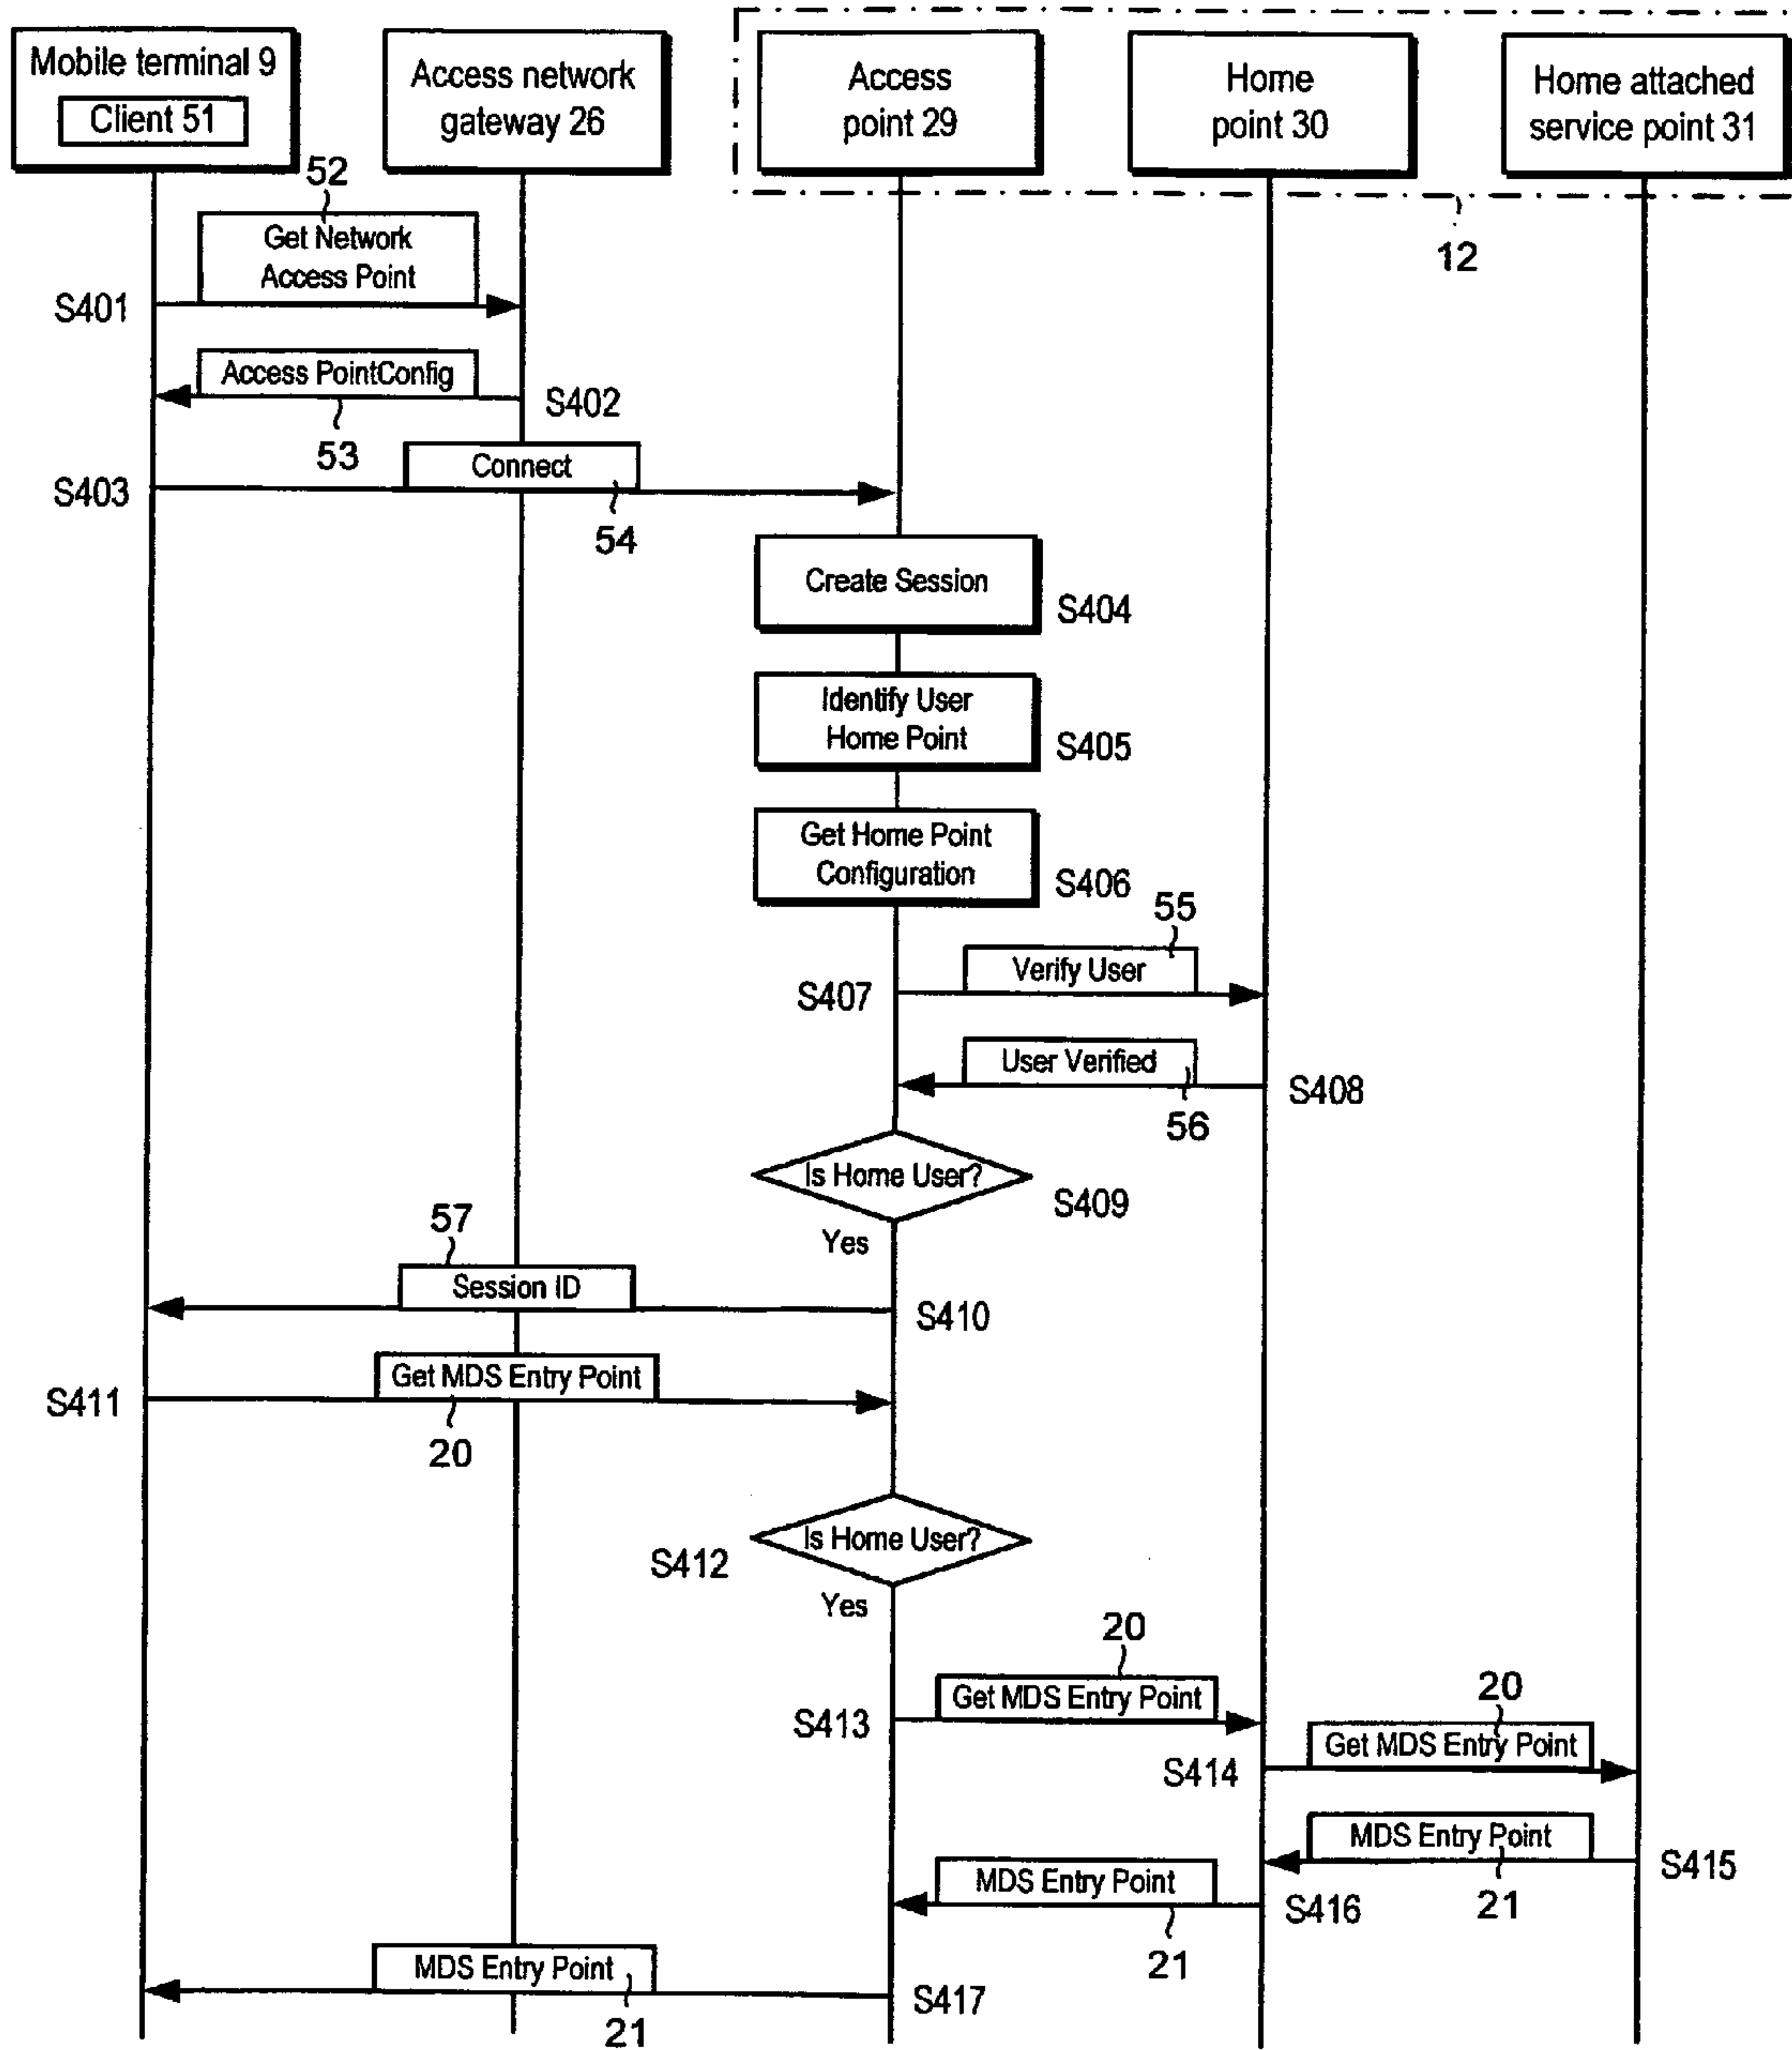 Mobile terminal 9
Client 51
Access network
gateway 26
Access
point 29
Home
point 30
Home attached
service point 31
12
52
Get Network
Access Point
S401
Access PointConfig
S402
53
Connect
S403
54
Create Session
S404
Identify User
Home Point
S405
Get Home Point
Configuration
S406
55
Verify User
S407
User Verified
S408
56
Is Home User?
S409
Yes
57
Session ID
S410
Get MDS Entry Point
S411
20
Is Home User?
S412
Yes
20
Get MDS Entry Point
S413
20
Get MDS Entry Point
S414
MDS Entry Point
S415
21
MDS Entry Point
S416
21
MDS Entry Point
S417
21